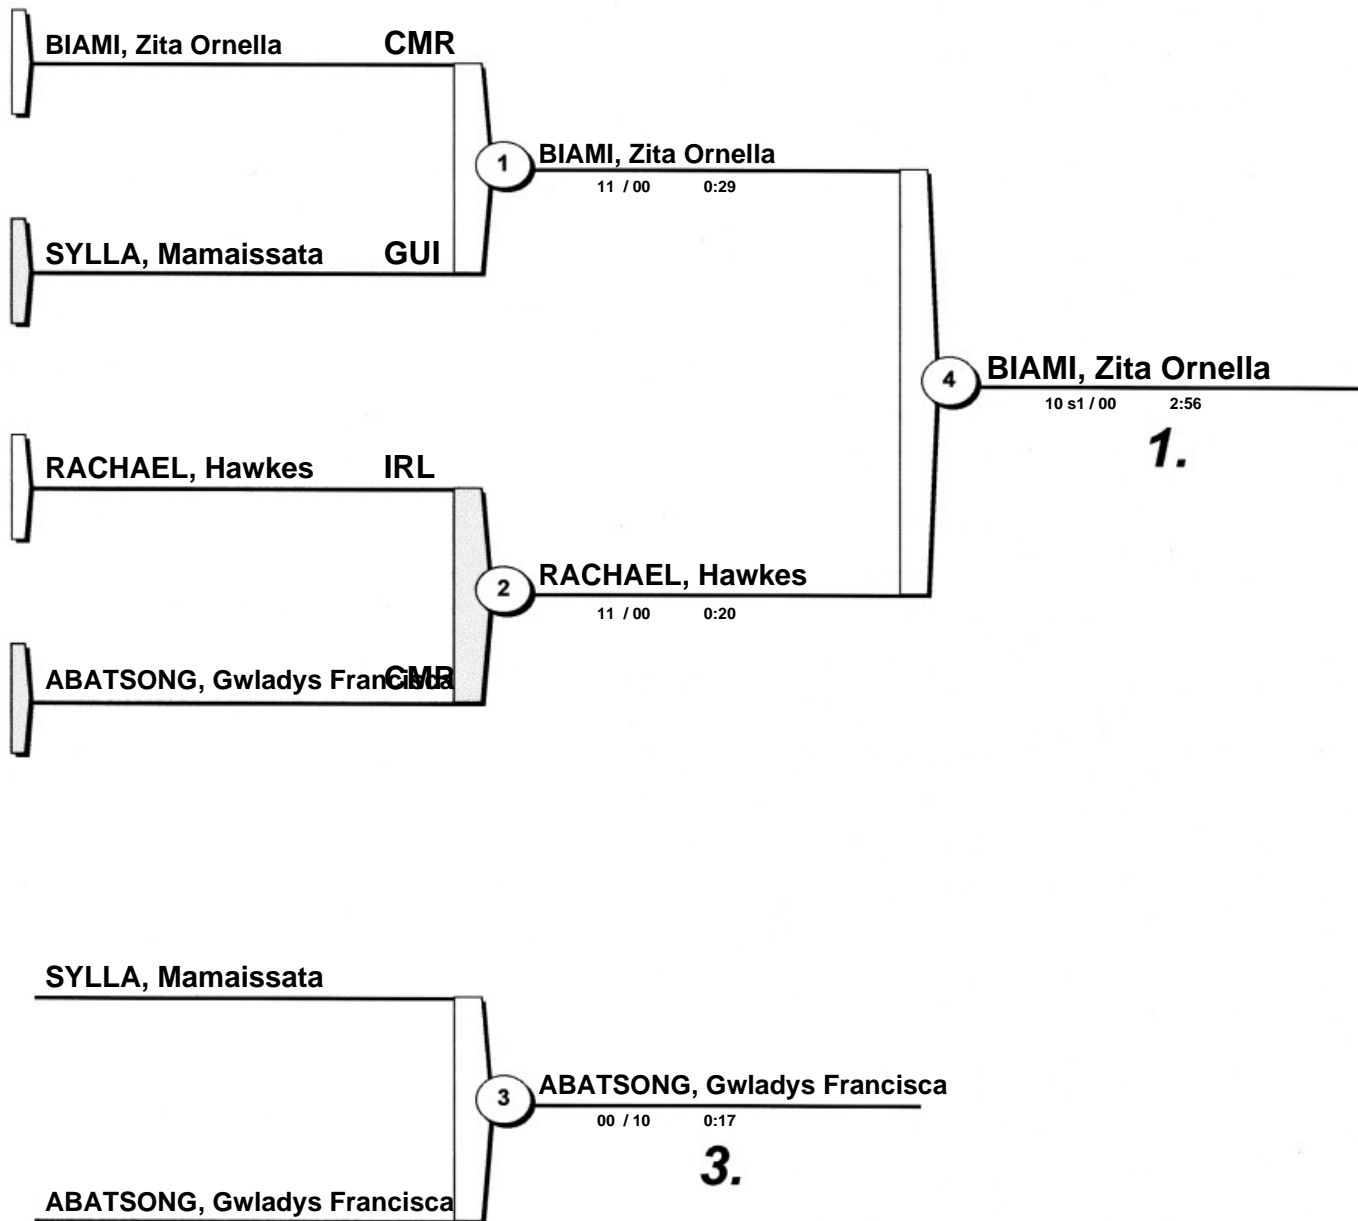 BIAMI, Zita Ornella CMR
1 BIAMI, Zita Ornella
11 / 00 0:29
SYLLA, Mamaissata GUI
4 BIAMI, Zita Ornella
10 s1 / 00 2:56
1.
RACHAEL, Hawkes IRL
2 RACHAEL, Hawkes
11 / 00 0:20
ABATSONG, Gwladys Francisca CMR
SYLLA, Mamaissata
3 ABATSONG, Gwladys Francisca
00 / 10 0:17
3.
ABATSONG, Gwladys Francisca